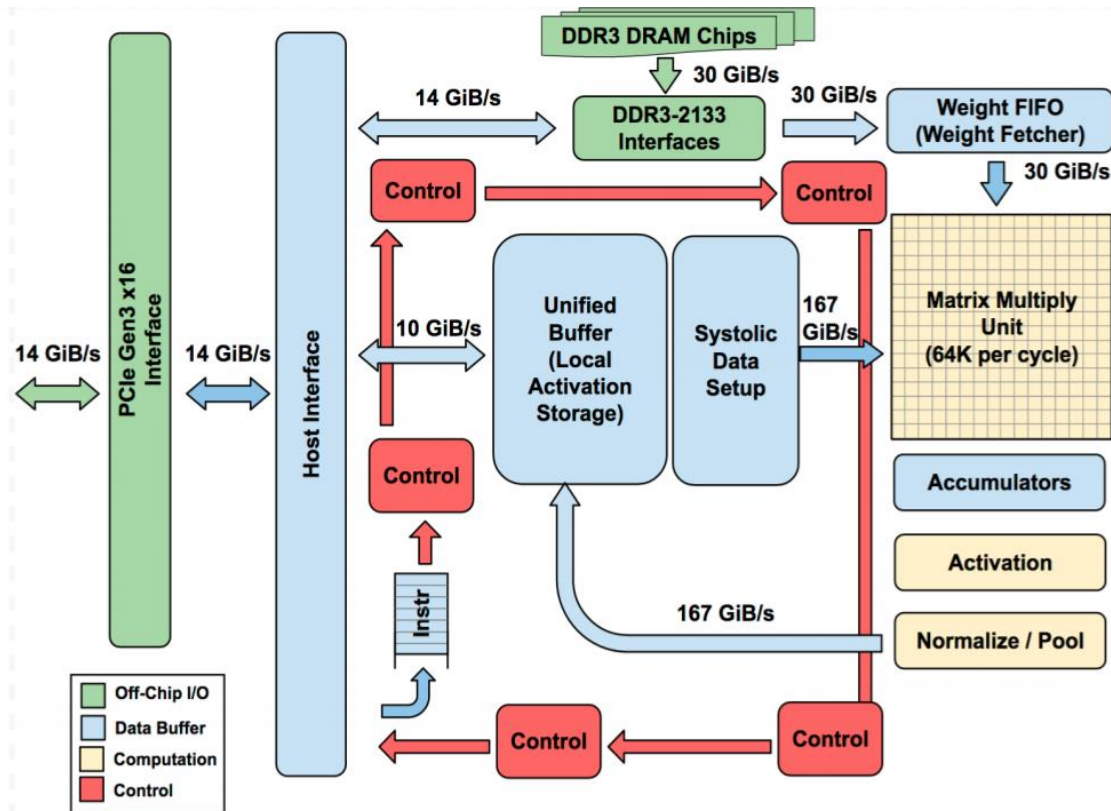 DDR3 DRAM Chips
30 GiB/s
14 GiB/s
DDR3-2133
Interfaces
30 GiB/s
Weight FIFO
(Weight Fetcher)
30 GiB/s
Control
Control
14 GiB/s
PCIe Gen3 x16
Interface
14 GiB/s
Host Interface
10 GiB/s
Unified
Buffer
(Local
Activation
Storage)
Systolic
Data
Setup
167
GiB/s
Matrix Multiply
Unit
(64K per cycle)
Control
Accumulators
Activation
Instr
167 GiB/s
Normalize / Pool
Off-Chip I/O
Data Buffer
Computation
Control
Control
Control